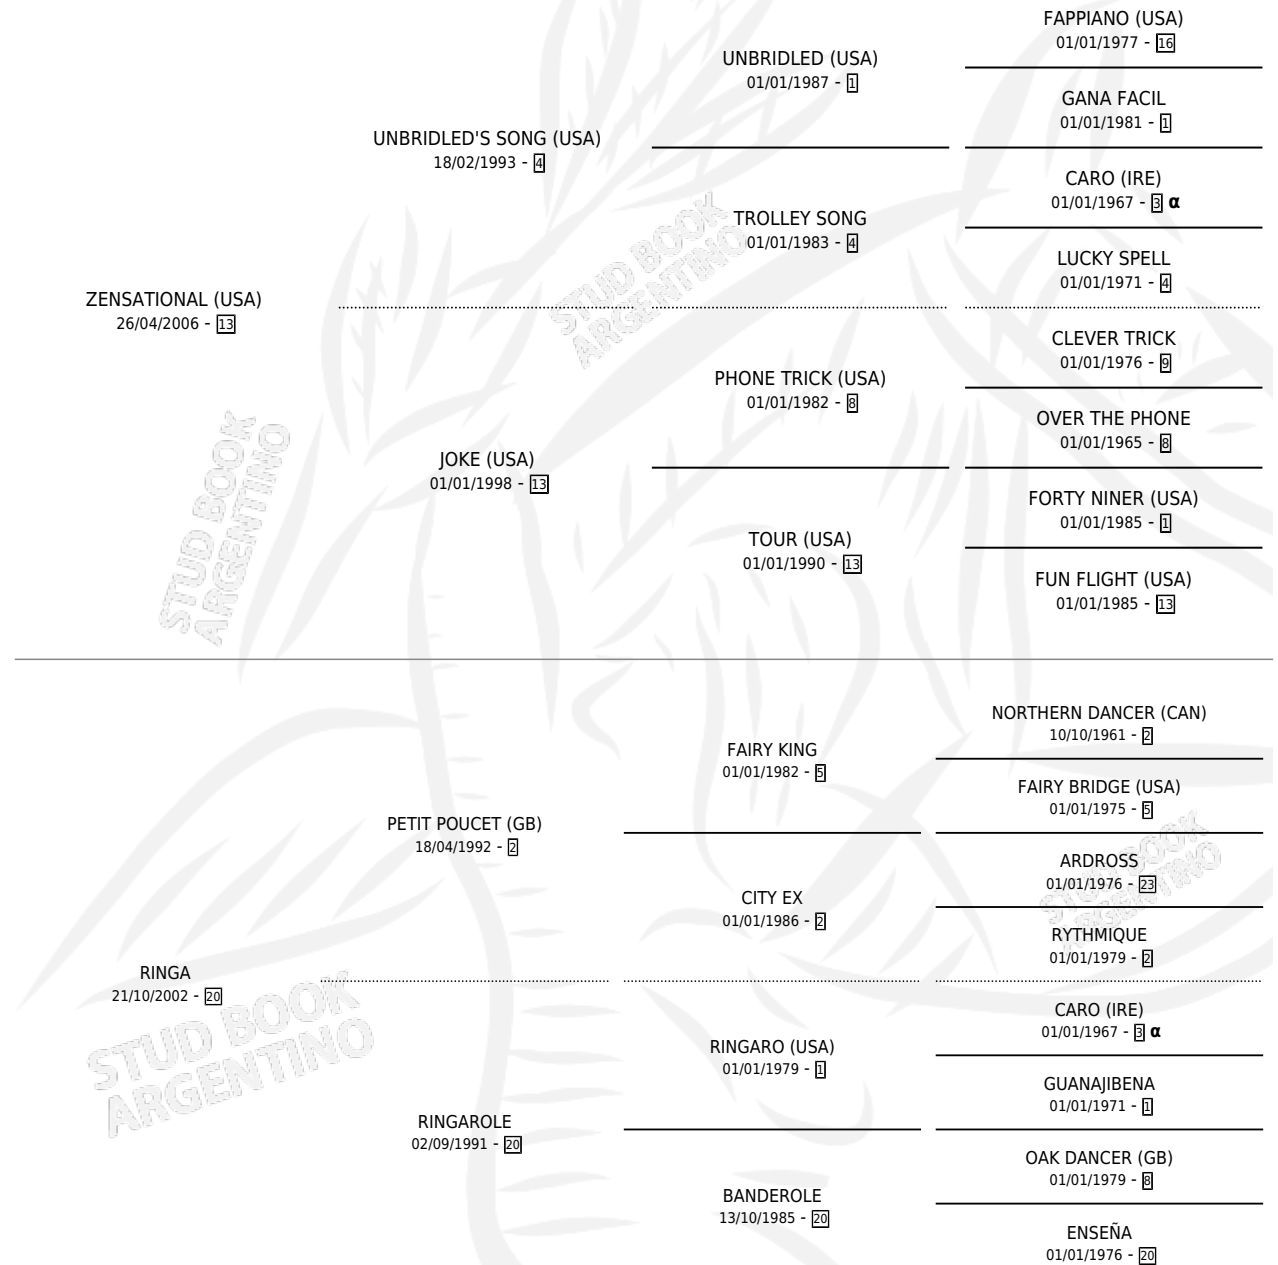 FAPPIANO (USA)
01/01/1977 - 16
UNBRIDLED (USA)
01/01/1987 - 1
GANA FACIL
01/01/1981 - 1
UNBRIDLED'S SONG (USA)
18/02/1993 - 4
CARO (IRE)
01/01/1967 - 3 α
TROLLEY SONG
01/01/1983 - 4
LUCKY SPELL
01/01/1971 - 4
ZENSATIONAL (USA)
26/04/2006 - 13
CLEVER TRICK
01/01/1976 - 9
PHONE TRICK (USA)
01/01/1982 - 8
OVER THE PHONE
01/01/1965 - 8
JOKE (USA)
01/01/1998 - 13
FORTY NINER (USA)
01/01/1985 - 1
TOUR (USA)
01/01/1990 - 13
FUN FLIGHT (USA)
01/01/1985 - 13
STUD BOOK
ARGENTINO
STUD BOOK
ARGENTINO
NORTHERN DANCER (CAN)
10/10/1961 - 2
FAIRY KING
01/01/1982 - 5
FAIRY BRIDGE (USA)
01/01/1975 - 5
PETIT POUCET (GB)
18/04/1992 - 2
ARDROSS
01/01/1976 - 23
CITY EX
01/01/1986 - 2
RYTHMIQUE
01/01/1979 - 2
STUD BOOK
ARGENTINO
RINGA
21/10/2002 - 20
CARO (IRE)
01/01/1967 - 3 α
RINGARO (USA)
01/01/1979 - 1
GUANAJIBENA
01/01/1971 - 1
RINGAROLE
02/09/1991 - 20
OAK DANCER (GB)
01/01/1979 - 8
BANDEROLE
13/10/1985 - 20
ENSEÑA
01/01/1976 - 20
STUD BOOK
ARGENTINO